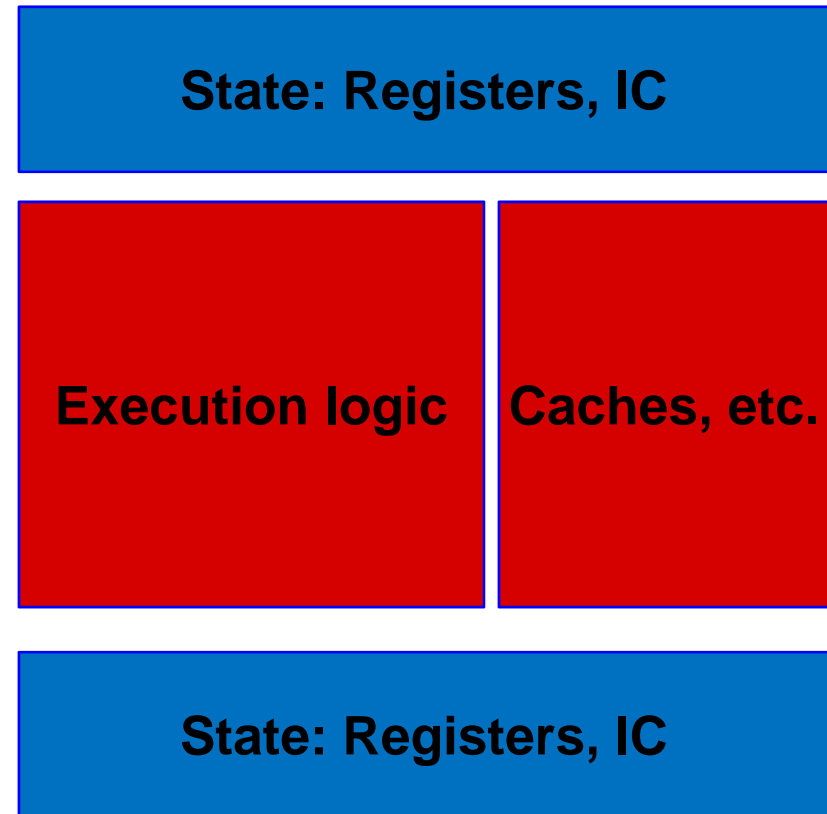 State: Registers, IC
Execution logic
Caches, etc.
State: Registers, IC